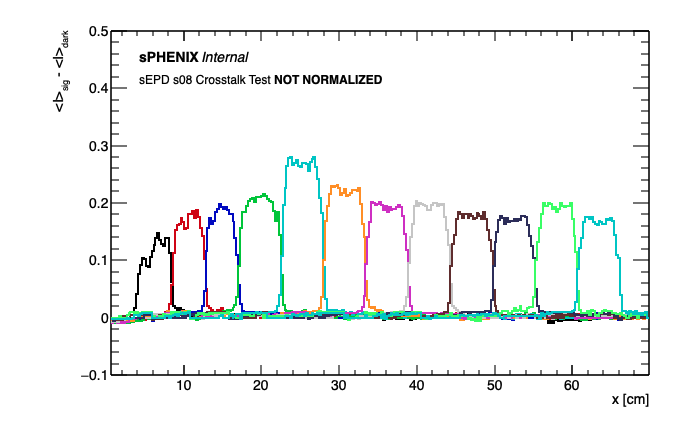 sPHENIX Internal
sEPD s08 Crosstalk Test NOT NORMALIZED
<I>sig - <I>dark
0.5
0.4
0.3
0.2
0.1
0
−0.1
10 20 30 40 50 60
x [cm]